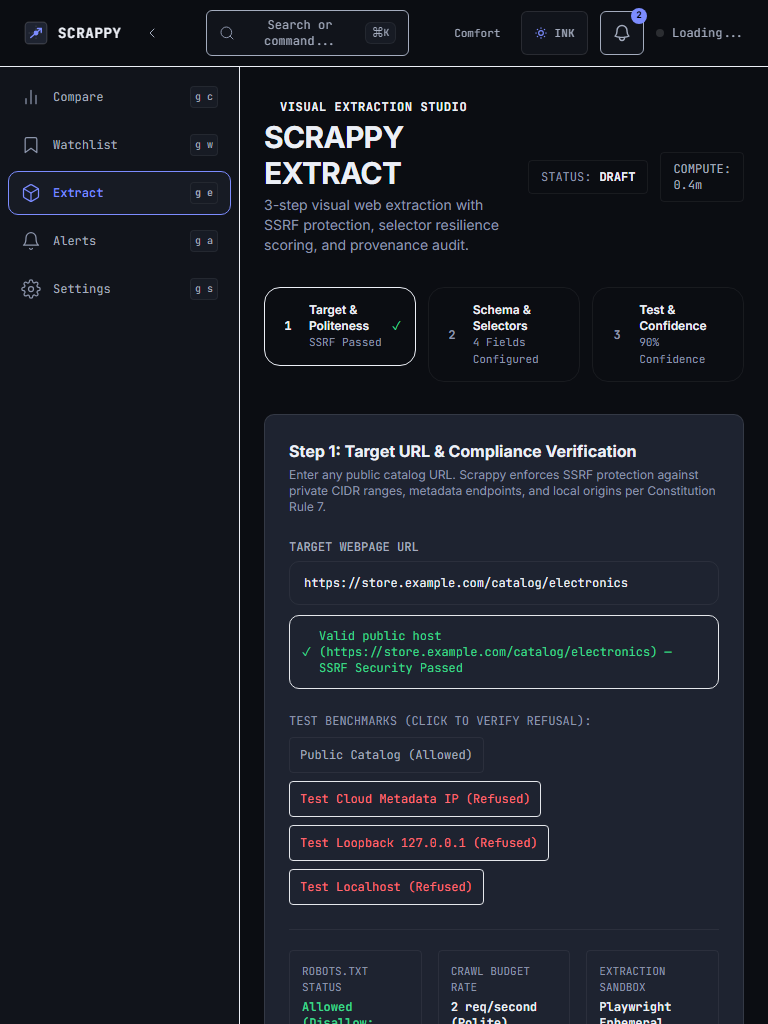 SCRAPPY
Search or
command...
⌘K
Comfort
INK
2
Loading...
Compare
g c
Watchlist
g w
Extract
g e
Alerts
g a
Settings
g s
VISUAL EXTRACTION STUDIO
SCRAPPY
EXTRACT
3-step visual web extraction with
SSRF protection, selector resilience
scoring, and provenance audit.
STATUS: DRAFT
COMPUTE:
0.4m
1
Target &
Politeness
SSRF Passed
✓
2
Schema &
Selectors
4 Fields
Configured
3
Test &
Confidence
90%
Confidence
Step 1: Target URL & Compliance Verification
Enter any public catalog URL. Scrappy enforces SSRF protection against
private CIDR ranges, metadata endpoints, and local origins per Constitution
Rule 7.
TARGET WEBPAGE URL
https://store.example.com/catalog/electronics
Valid public host
✓ (https://store.example.com/catalog/electronics) —
SSRF Security Passed
TEST BENCHMARKS (CLICK TO VERIFY REFUSAL):
Public Catalog (Allowed)
Test Cloud Metadata IP (Refused)
Test Loopback 127.0.0.1 (Refused)
Test Localhost (Refused)
ROBOTS.TXT
STATUS
Allowed
(Disallow:
CRAWL BUDGET
RATE
2 req/second
(Polite)
EXTRACTION
SANDBOX
Playwright
Ephemeral